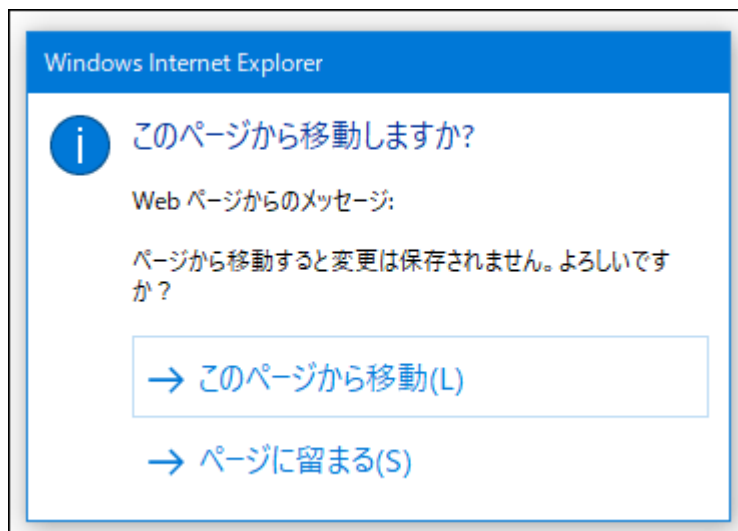 Windows Internet Explorer
このページから移動しますか?
Web ページからのメッセージ:
ページから移動すると変更は保存されません。よろしいです
か？
→ このページから移動(L)
→ ページに留まる(S)